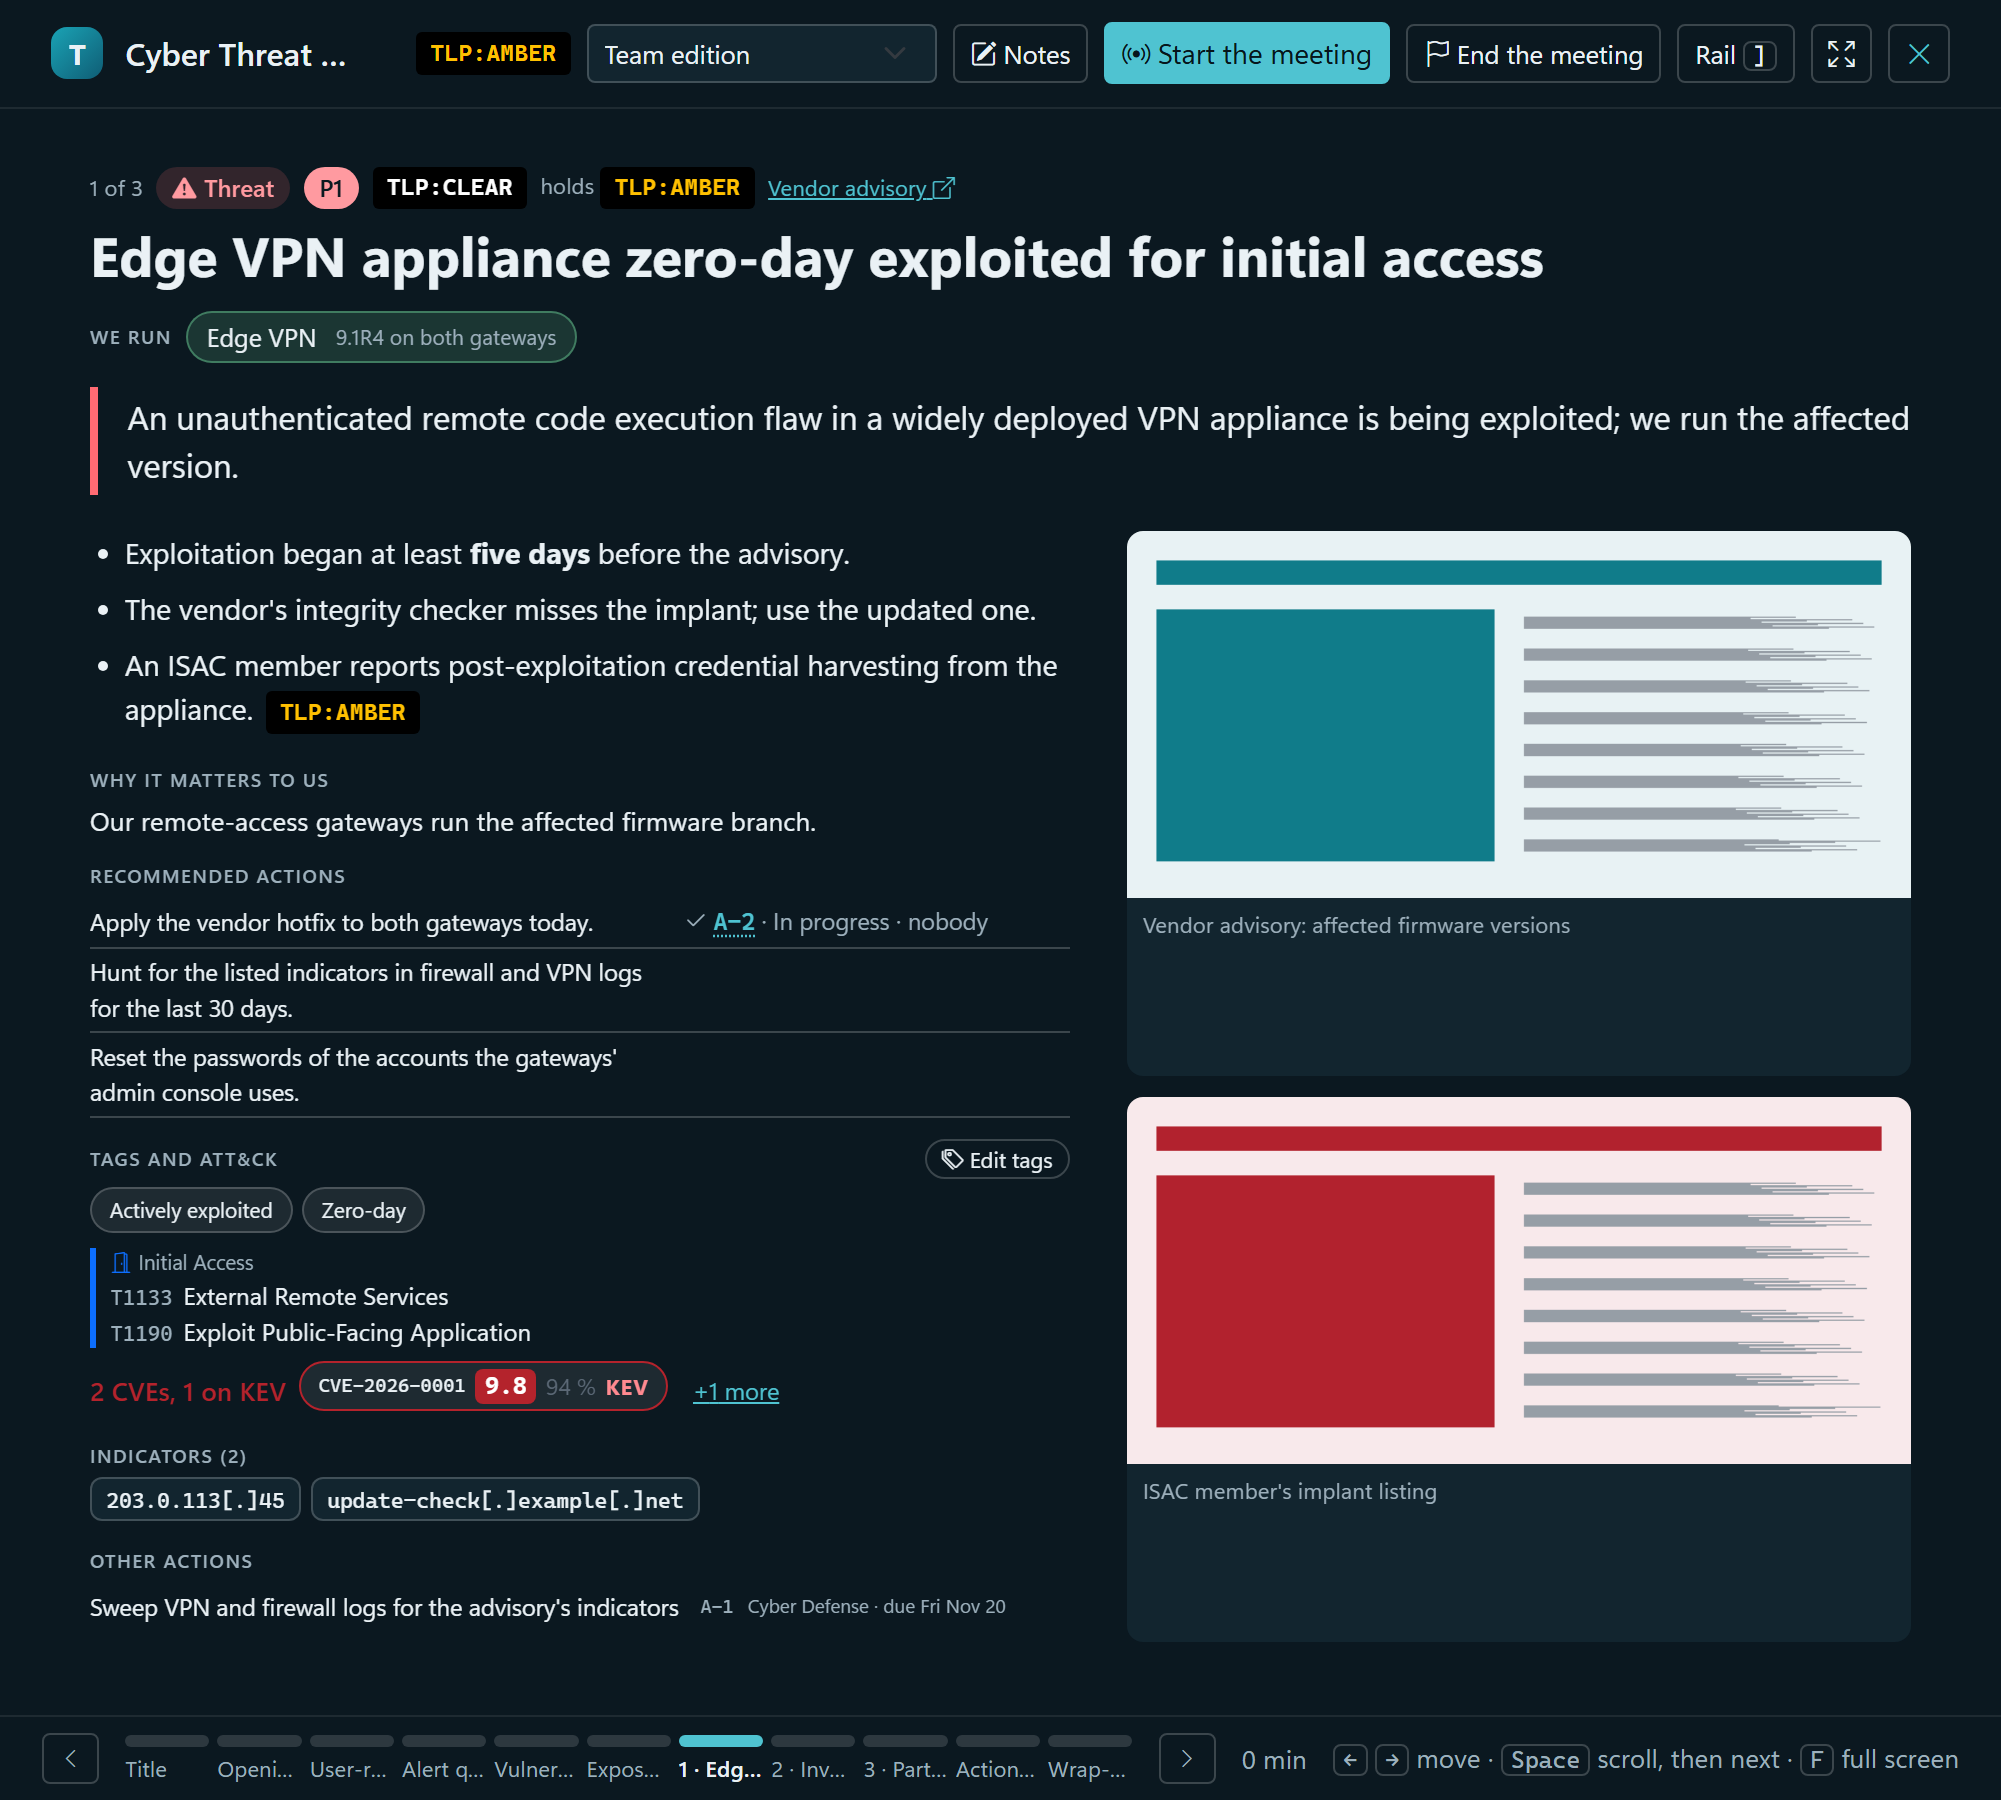 T Cyber Threat ... TLP:AMBER Team edition Notes Start the meeting End the meeting Rail ]
1 of 3 Threat P1 TLP:CLEAR holds TLP:AMBER Vendor advisory
Edge VPN appliance zero-day exploited for initial access
WE RUN Edge VPN 9.1R4 on both gateways
An unauthenticated remote code execution flaw in a widely deployed VPN appliance is being exploited; we run the affected
version.
• Exploitation began at least five days before the advisory.
• The vendor's integrity checker misses the implant; use the updated one.
• An ISAC member reports post-exploitation credential harvesting from the
appliance. TLP:AMBER
WHY IT MATTERS TO US
Our remote-access gateways run the affected firmware branch.
RECOMMENDED ACTIONS
Apply the vendor hotfix to both gateways today. ✓ A-2 · In progress · nobody
Hunt for the listed indicators in firewall and VPN logs
for the last 30 days.
Reset the passwords of the accounts the gateways'
admin console uses.
TAGS AND ATT&CK Edit tags
Actively exploited Zero-day
Initial Access
T1133 External Remote Services
T1190 Exploit Public-Facing Application
2 CVEs, 1 on KEV CVE-2026-0001 9.8 94 % KEV +1 more
INDICATORS (2)
203.0.113[.]45 update-check[.]example[.]net
OTHER ACTIONS
Sweep VPN and firewall logs for the advisory's indicators A-1 Cyber Defense · due Fri Nov 20
Vendor advisory: affected firmware versions
ISAC member's implant listing
Title Openi... User-r... Alert q... Vulner... Expos... 1 · Edg... 2 · Inv... 3 · Part... Action... Wrap-... 0 min ← → move · Space scroll, then next · F full screen